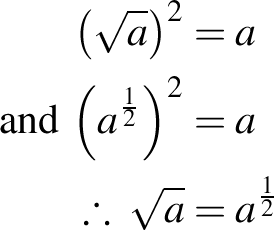 (√a)² = a
and (a^{1/2})² = a
∴ √a = a^{1/2}